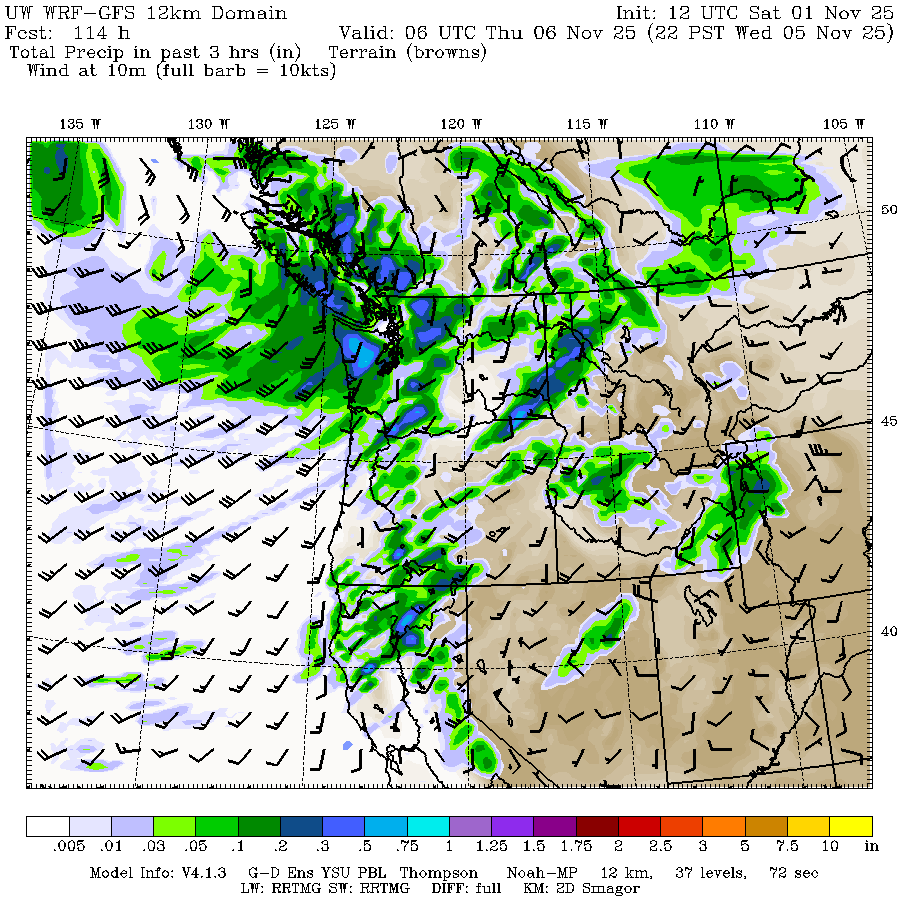 UW WRF-GFS 12km Domain Init: 12 UTC Sat 01 Nov 25
Fcst: 114 h Valid: 06 UTC Thu 06 Nov 25 (22 PST Wed 05 Nov 25)
Total Precip in past 3 hrs (in) Terrain (browns)
Wind at 10m (full barb = 10kts)
135 W 130 W 125 W 120 W 115 W 110 W 105 W
50
45
40
.005 .01 .03 .05 .1 .2 .3 .5 .75 1 1.25 1.5 1.75 2 2.5 3 5 7.5 10 in
Model Info: V4.1.3 G-D Ens YSU PBL Thompson Noah-MP 12 km, 37 levels, 72 sec
LW: RRTMG SW: RRTMG DIFF: full KM: 2D Smagor